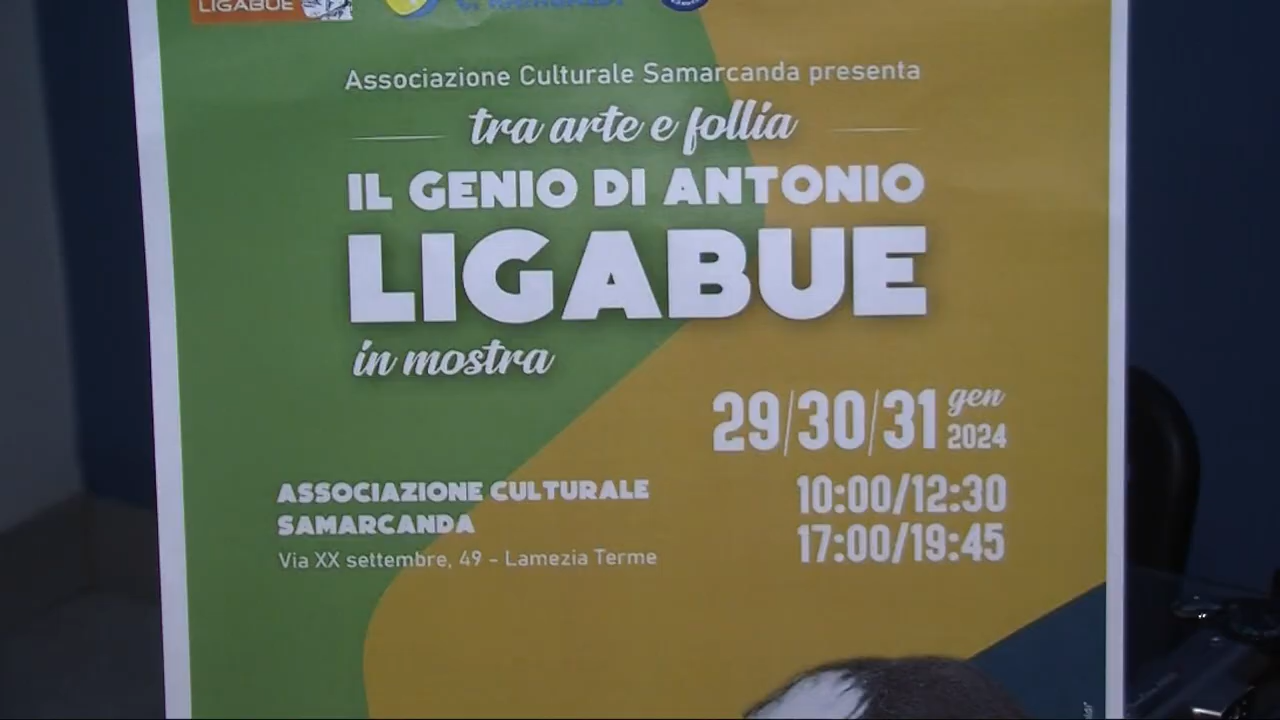 LIGABUE
Associazione Culturale Samarcanda presenta
tra arte e follia
IL GENIO DI ANTONIO
LIGABUE
in mostra
29/30/31 gen 2024
10:00/12:30
17:00/19:45
ASSOCIAZIONE CULTURALE
SAMARCANDA
Via XX settembre, 49 - Lamezia Terme